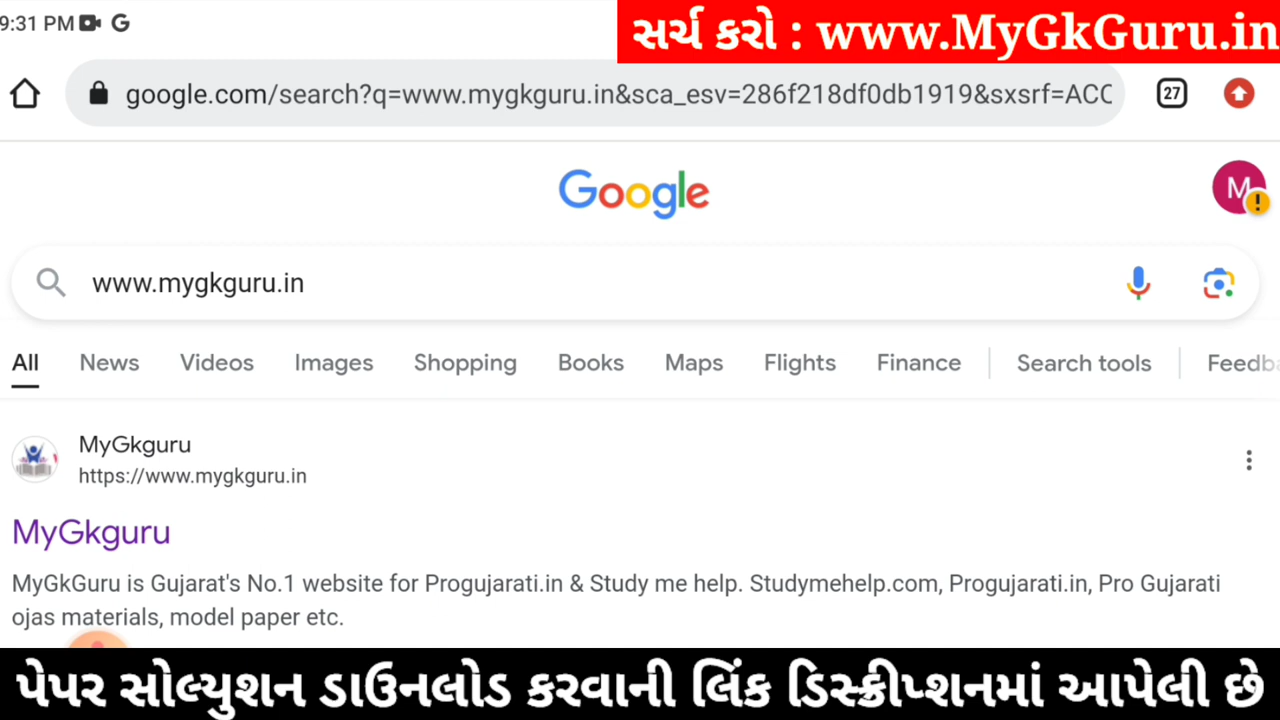 9:31 PM G
સર્ચ કરો : www.MyGkGuru.in
google.com/search?q=www.mygkguru.in&sca_esv=286f218df0db1919&sxsrf=ACC
27
Google
M
www.mygkguru.in
All News Videos Images Shopping Books Maps Flights Finance Search tools Feedba
MyGkguru
https://www.mygkguru.in
MyGkguru
MyGkGuru is Gujarat's No.1 website for Progujarati.in & Study me help. Studymehelp.com, Progujarati.in, Pro Gujarati
ojas materials, model paper etc.
પેપર સોલ્યુશન ડાઉનલોડ કરવાની લિંક ડિસ્ક્રીપ્શનમાં આપેલી છે